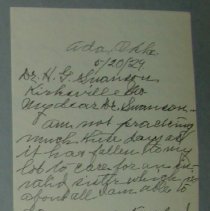 Ada, Okla.
5/20/29
Dr. H. G. Swanson
Kirksville Mo
My dear Dr. Swanson,
I am not practicing
much these days as
it has fallen to my
lot to care for an in-
valid sister which is
about all I am able to